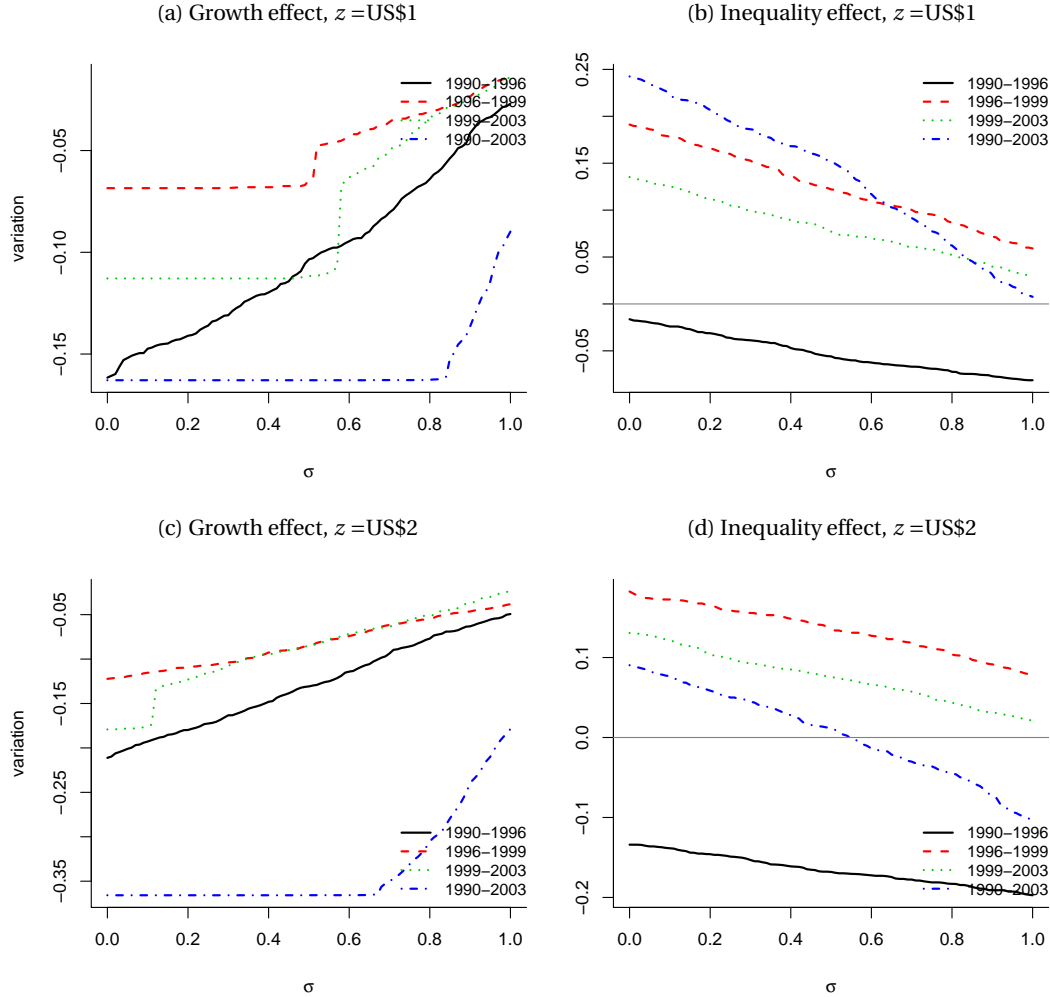 (a) Growth effect, z =US$1
(b) Inequality effect, z =US$1
variation
−0.05
−0.10
−0.15
1990−1996
1996−1999
1999−2003
1990−2003
0.0 0.2 0.4 0.6 0.8 1.0
σ
0.25
0.15
0.05
−0.05
1990−1996
1996−1999
1999−2003
1990−2003
0.0 0.2 0.4 0.6 0.8 1.0
σ
(c) Growth effect, z =US$2
(d) Inequality effect, z =US$2
variation
−0.05
−0.15
−0.25
−0.35
1990−1996
1996−1999
1999−2003
1990−2003
0.0 0.2 0.4 0.6 0.8 1.0
σ
0.1
0.0
−0.1
−0.2
1990−1996
1996−1999
1999−2003
1990−2003
0.0 0.2 0.4 0.6 0.8 1.0
σ